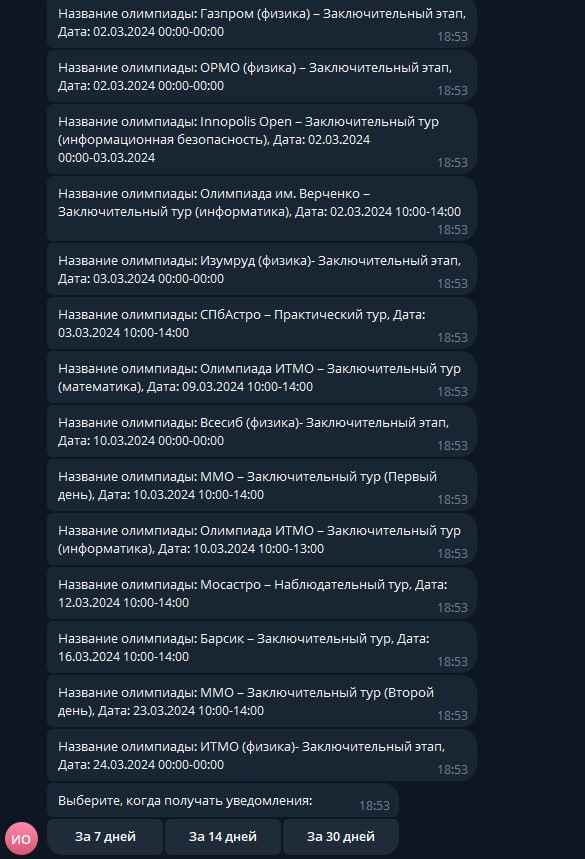 Название олимпиады: Газпром (физика) – Заключительный этап,
Дата: 02.03.2024 00:00-00:00
18:53
Название олимпиады: ОРМО (физика) – Заключительный этап,
Дата: 02.03.2024 00:00-00:00
18:53
Название олимпиады: Innopolis Open – Заключительный тур
(информационная безопасность), Дата: 02.03.2024
00:00-03.03.2024
18:53
Название олимпиады: Олимпиада им. Верченко –
Заключительный тур (информатика), Дата: 02.03.2024 10:00-14:00
18:53
Название олимпиады: Изумруд (физика)- Заключительный этап,
Дата: 03.03.2024 00:00-00:00
18:53
Название олимпиады: СПбАстро – Практический тур, Дата:
03.03.2024 10:00-14:00
18:53
Название олимпиады: Олимпиада ИТМО – Заключительный тур
(математика), Дата: 09.03.2024 10:00-14:00
18:53
Название олимпиады: Всесиб (физика)- Заключительный этап,
Дата: 10.03.2024 00:00-00:00
18:53
Название олимпиады: ММО – Заключительный тур (Первый
день), Дата: 10.03.2024 10:00-14:00
18:53
Название олимпиады: Олимпиада ИТМО – Заключительный тур
(информатика), Дата: 10.03.2024 10:00-13:00
18:53
Название олимпиады: Мосастро – Наблюдательный тур, Дата:
12.03.2024 10:00-14:00
18:53
Название олимпиады: Барсик – Заключительный тур, Дата:
16.03.2024 10:00-14:00
18:53
Название олимпиады: ММО – Заключительный тур (Второй
день), Дата: 23.03.2024 10:00-14:00
18:53
Название олимпиады: ИТМО (физика)- Заключительный этап,
Дата: 24.03.2024 00:00-00:00
18:53
Выберите, когда получать уведомления:
18:53
ИО
За 7 дней
За 14 дней
За 30 дней